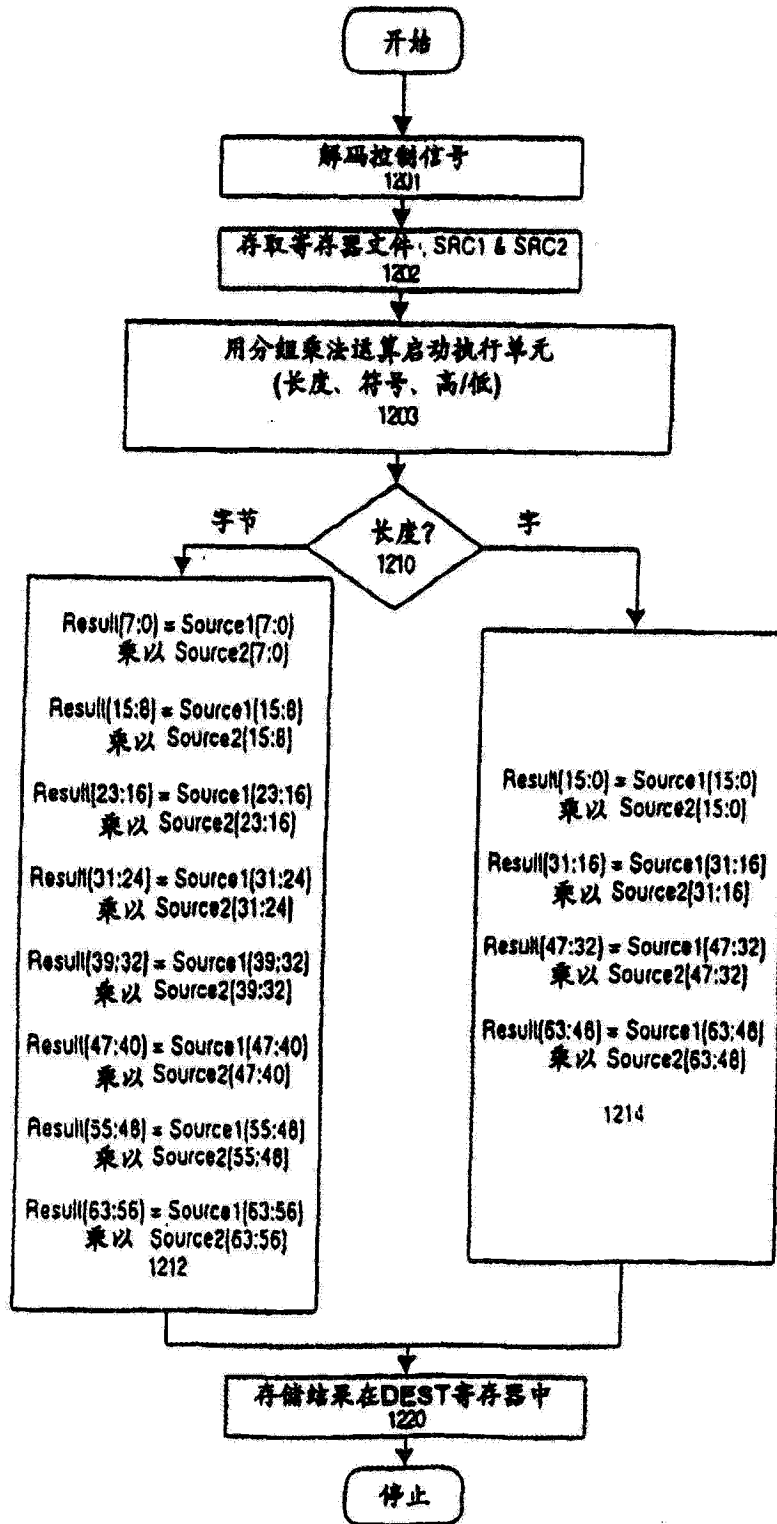 开始
解码控制信号
1201
存取寄存器文件, SRC1 & SRC2
1202
用分组乘法运算启动执行单元
(长度、符号、高/低)
1203
字节
长度?
字
1210
Result(7:0) = Source1(7:0)
乘以 Source2(7:0)
Result(15:8) = Source1(15:8)
乘以 Source2(15:8)
Result(23:16) = Source1(23:16)
乘以 Source2(23:16)
Result(31:24) = Source1(31:24)
乘以 Source2(31:24)
Result(39:32) = Source1(39:32)
乘以 Source2(39:32)
Result(47:40) = Source1(47:40)
乘以 Source2(47:40)
Result(55:48) = Source1(55:48)
乘以 Source2(55:48)
Result(63:56) = Source1(63:56)
乘以 Source2(63:56)
1212
Result(15:0) = Source1(15:0)
乘以 Source2(15:0)
Result(31:16) = Source1(31:16)
乘以 Source2(31:16)
Result(47:32) = Source1(47:32)
乘以 Source2(47:32)
Result(63:48) = Source1(63:48)
乘以 Source2(63:48)
1214
存储结果在DEST寄存器中
1220
停止